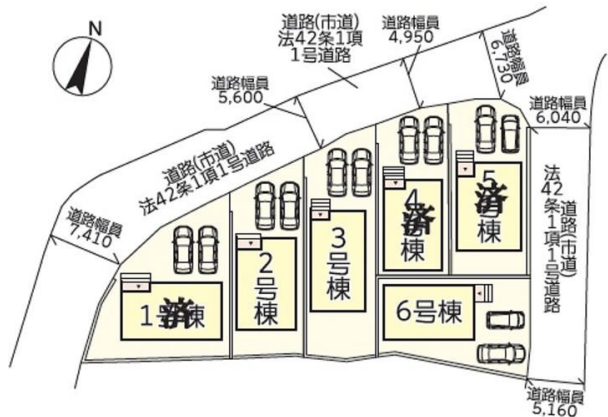 N
道路(市道)
法42条1項
1号道路
道路幅員
4,950
道路幅員
6,730
道路幅員
5,600
道路幅員
6,040
道路(市道)
法42条1項1号道路
道路幅員
7,410
法42条1項1号道路
道路(市道)
1号棟
済
2号棟
3号棟
4号棟
済
5号棟
済
6号棟
道路幅員
5,160